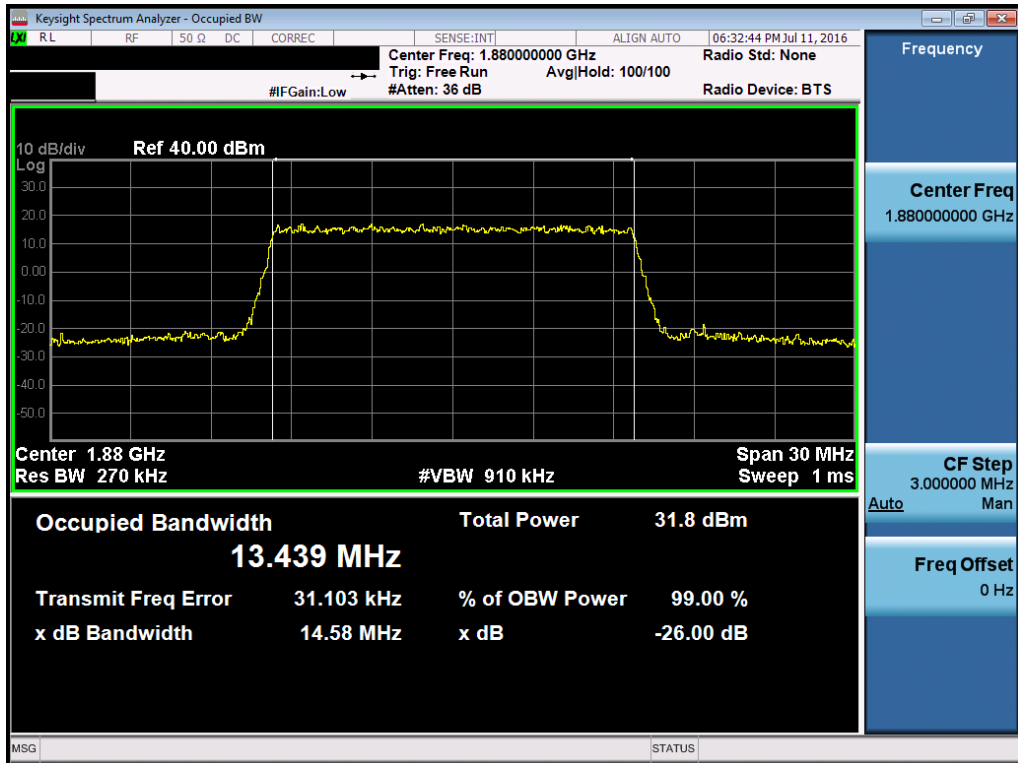 Keysight Spectrum Analyzer - Occupied BW
LXI RL RF 50 Ω DC CORREC SENSE:INT ALIGN AUTO 06:32:44 PM Jul 11, 2016
Center Freq: 1.880000000 GHz Radio Std: None
Trig: Free Run Avg|Hold: 100/100
#IFGain:Low #Atten: 36 dB Radio Device: BTS
10 dB/div Ref 40.00 dBm
Log
30.0
20.0
10.0
0.00
-10.0
-20.0
-30.0
-40.0
-50.0
Center 1.88 GHz Span 30 MHz
Res BW 270 kHz #VBW 910 kHz Sweep 1 ms
Occupied Bandwidth Total Power 31.8 dBm
13.439 MHz
Transmit Freq Error 31.103 kHz % of OBW Power 99.00 %
x dB Bandwidth 14.58 MHz x dB -26.00 dB
Frequency
Center Freq
1.880000000 GHz
CF Step
3.000000 MHz
Auto Man
Freq Offset
0 Hz
MSG STATUS